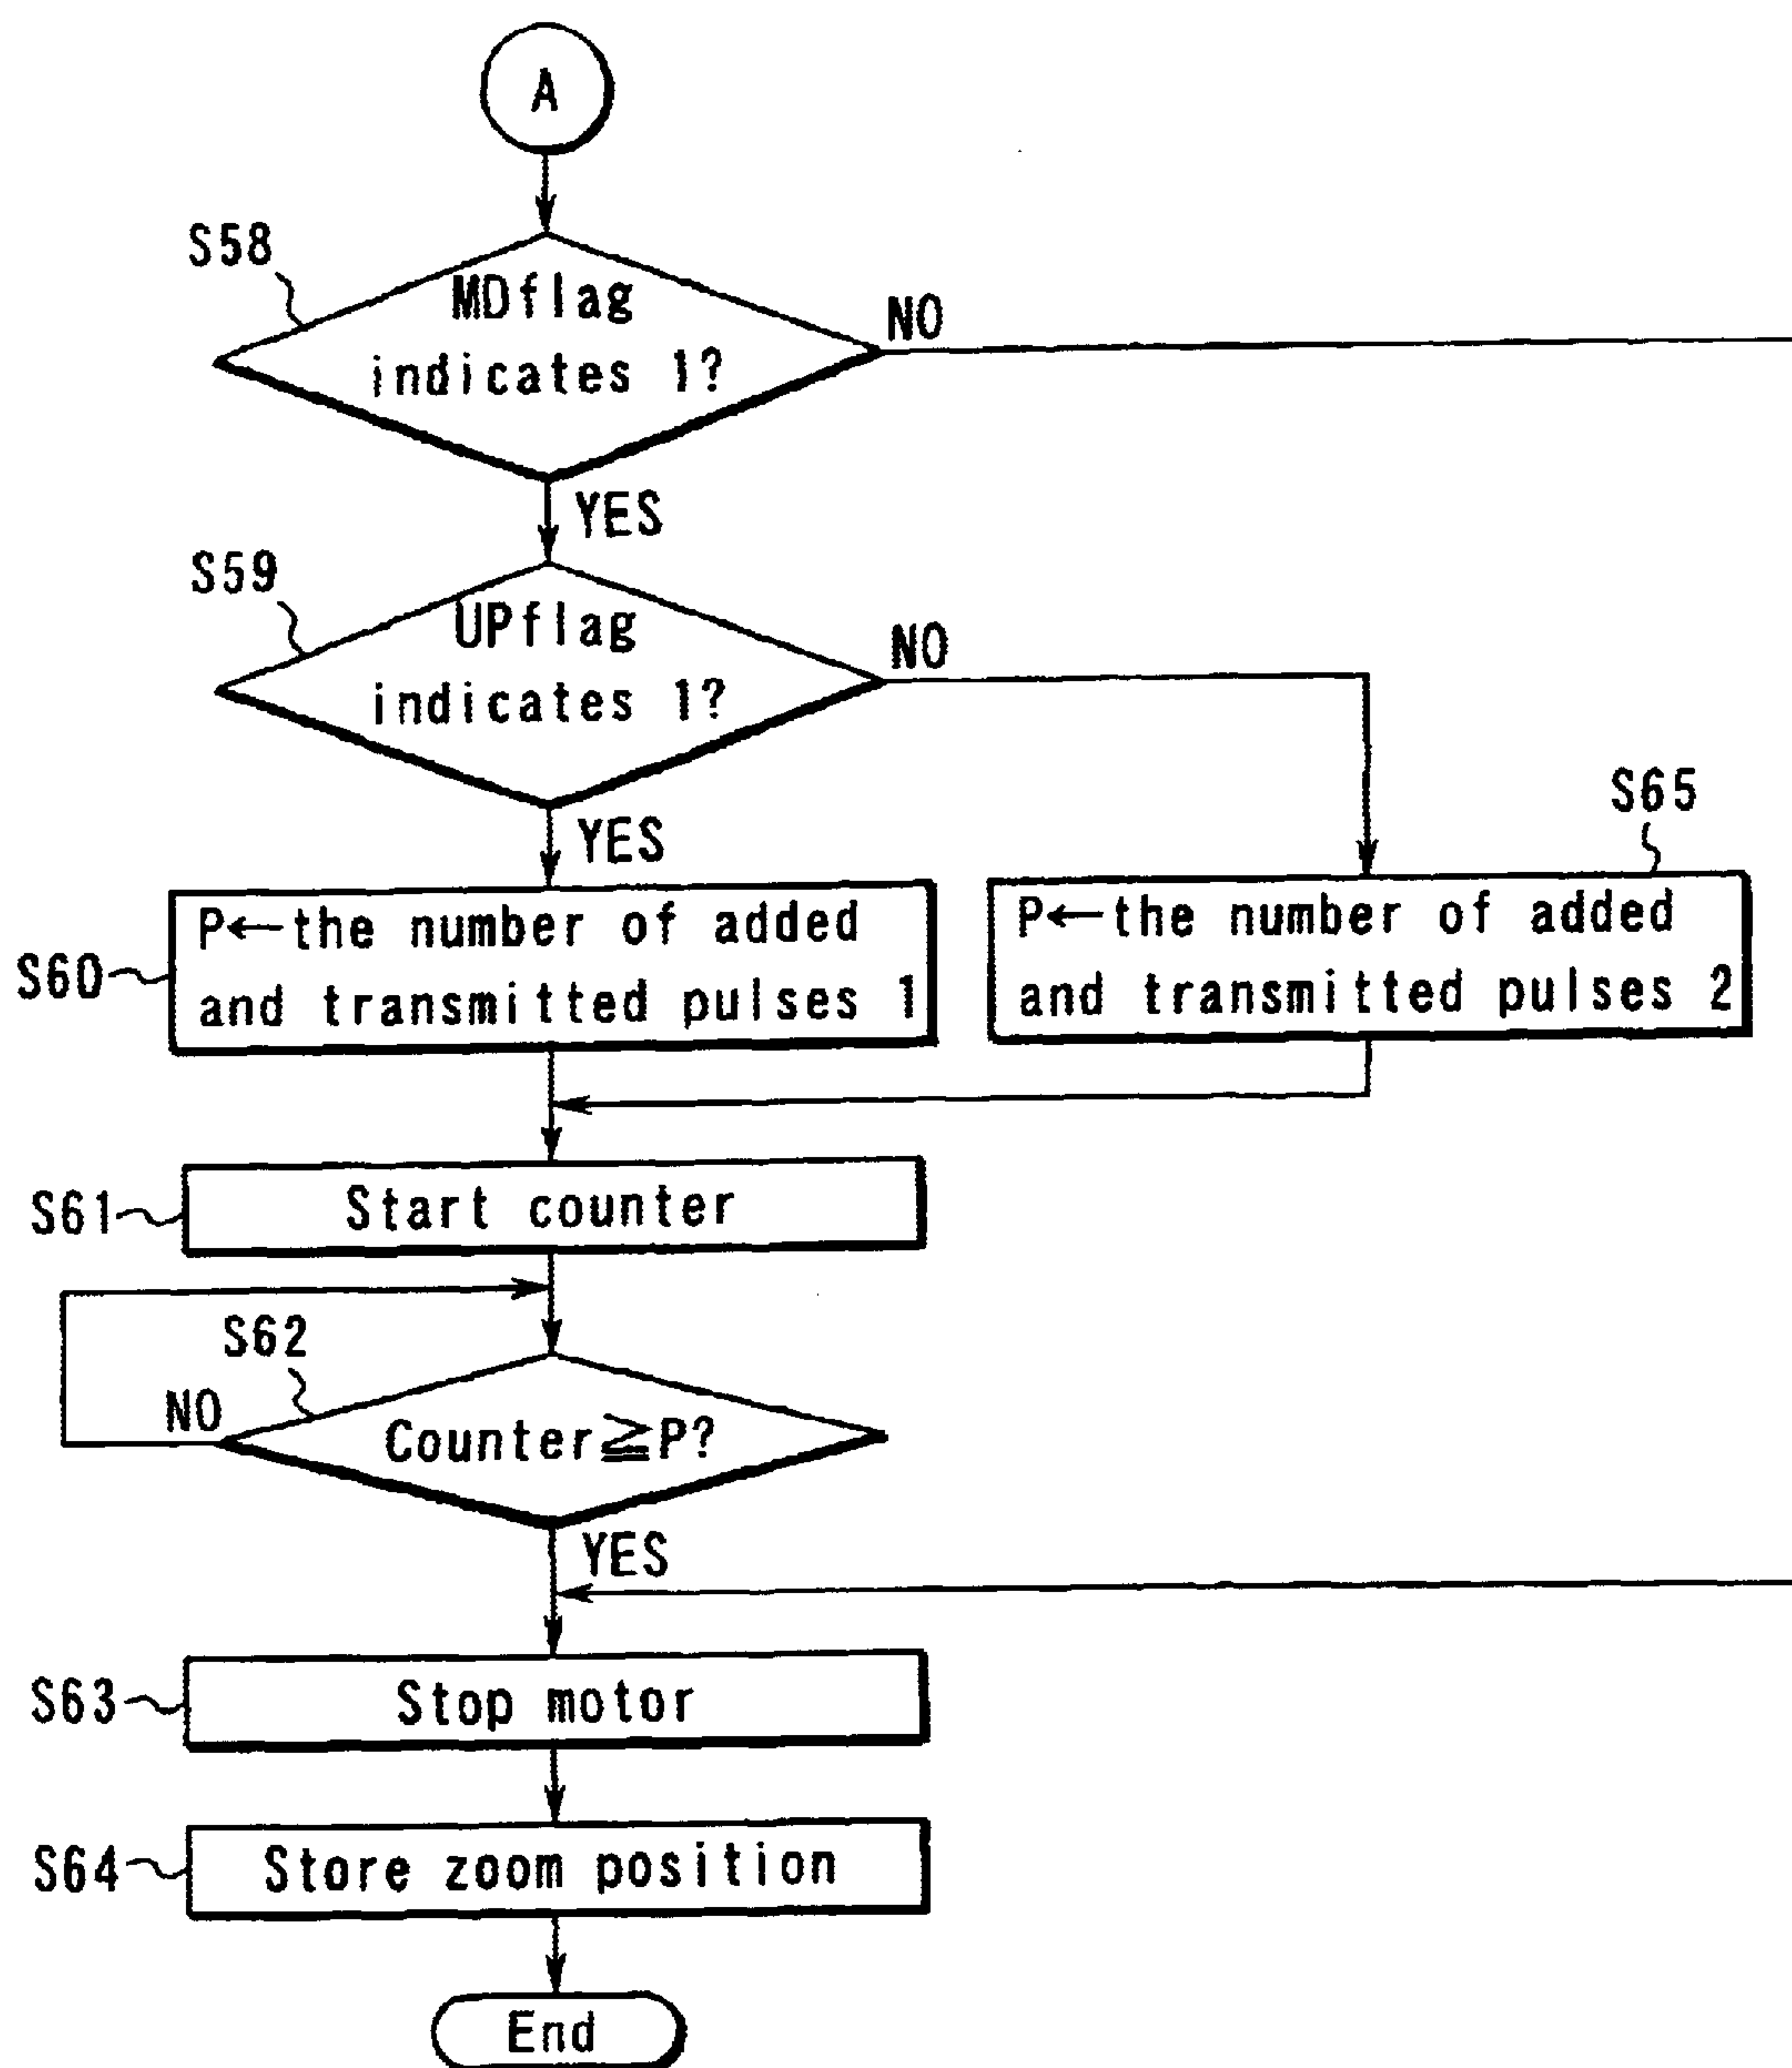 A
S58
MDflag
indicates 1?
NO
YES
S59
UPflag
indicates 1?
NO
YES
S65
S60
P←the number of added
and transmitted pulses 1
P←the number of added
and transmitted pulses 2
S61
Start counter
S62
NO
Counter≧P?
YES
S63
Stop motor
S64
Store zoom position
End